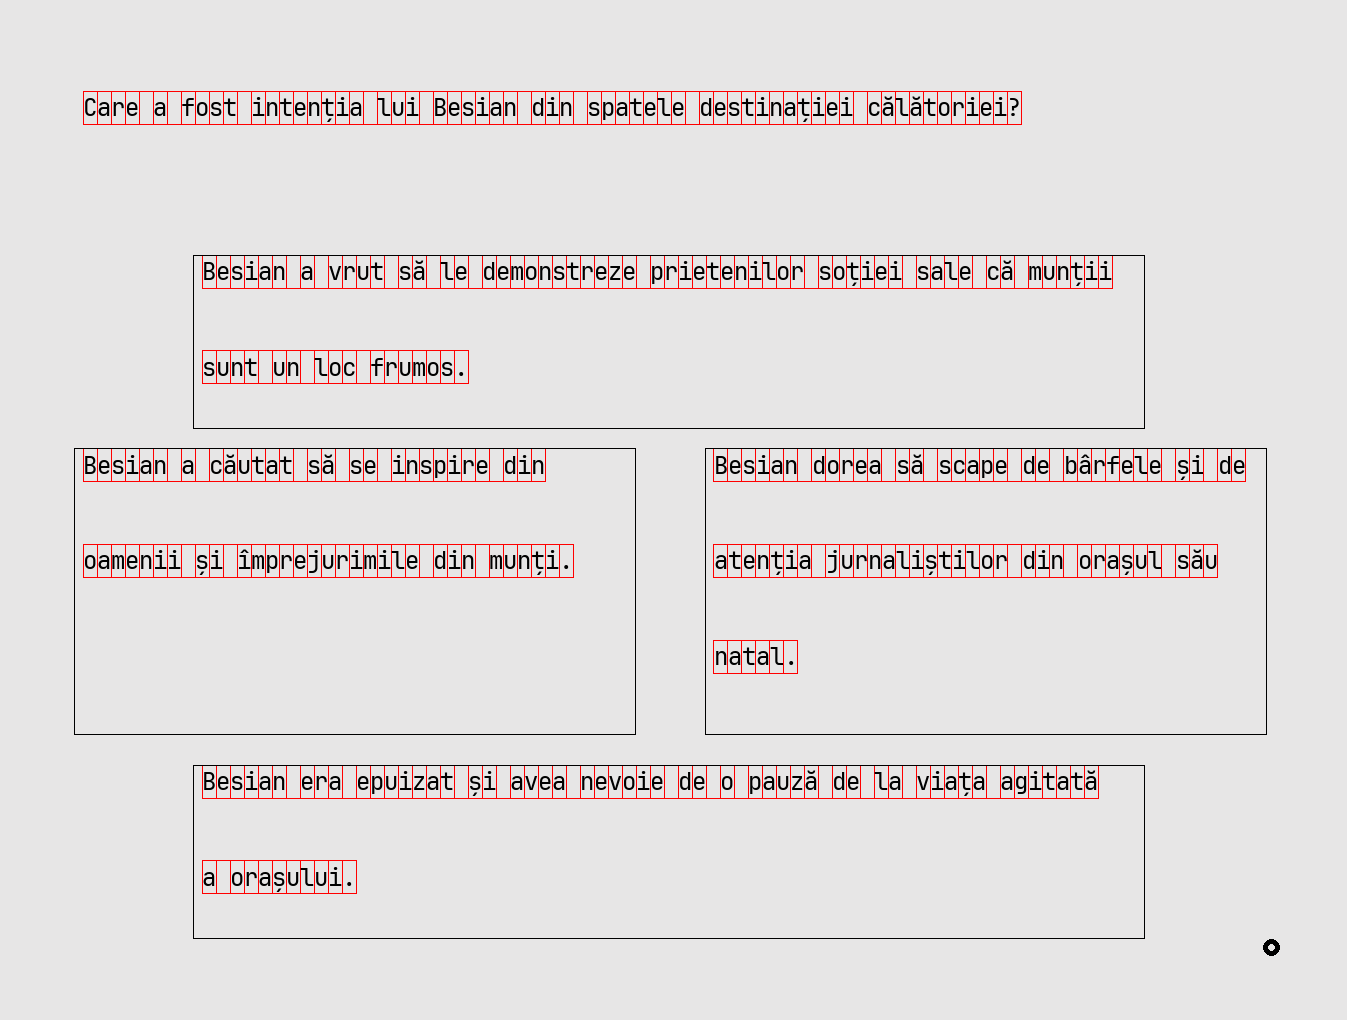 Care a fost intenția lui Besian din spatele destinației călătoriei?
Besian a vrut să le demonstreze prietenilor soției sale că munții
sunt un loc frumos.
Besian a căutat să se inspire din
oamenii și împrejurimile din munți.
Besian dorea să scape de bârfele și de
atenția jurnaliștilor din orașul său
natal.
Besian era epuizat și avea nevoie de o pauză de la viața agitată
a orașului.